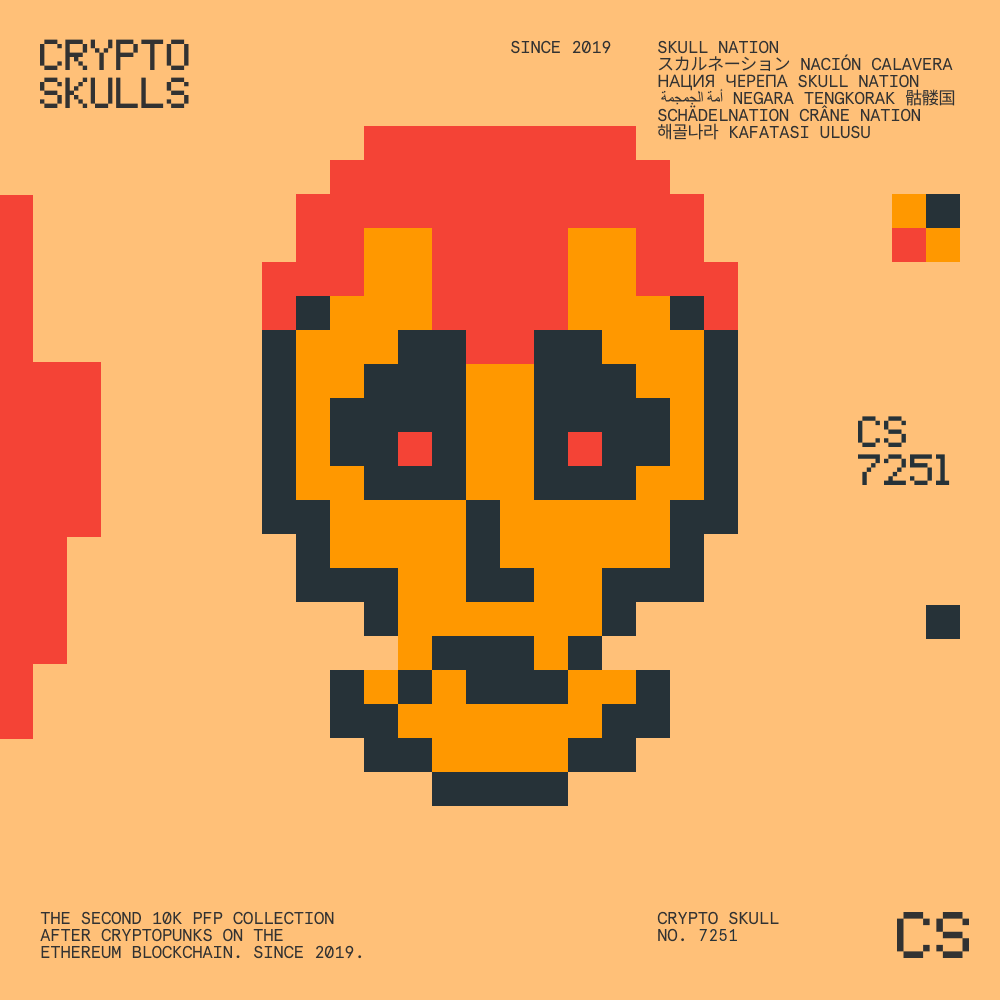 CRYPTO
SKULLS
SINCE 2019
SKULL NATION
スカルネーション NACIÓN CALAVERA
НАЦИЯ ЧЕРЕПА SKULL NATION
أمة الجمجمة NEGARA TENGKORAK 骷髅国
SCHÄDELNATION CRÂNE NATION
해골나라 KAFATASI ULUSU
CS
7251
THE SECOND 10K PFP COLLECTION
AFTER CRYPTOPUNKS ON THE
ETHEREUM BLOCKCHAIN. SINCE 2019.
CRYPTO SKULL
NO. 7251
CS